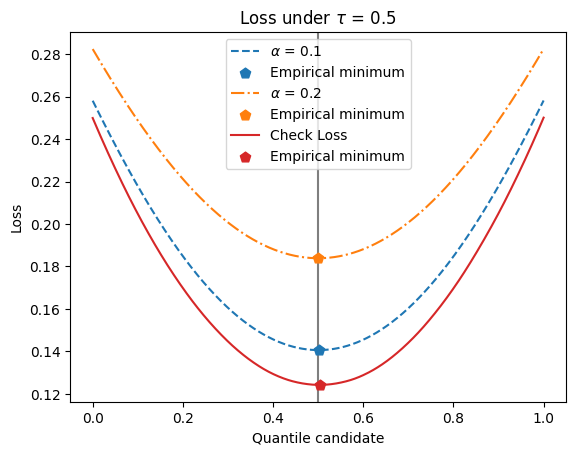 Loss under τ = 0.5
α = 0.1
Empirical minimum
α = 0.2
Empirical minimum
Check Loss
Empirical minimum
Loss
0.28
0.26
0.24
0.22
0.20
0.18
0.16
0.14
0.12
0.0 0.2 0.4 0.6 0.8 1.0
Quantile candidate